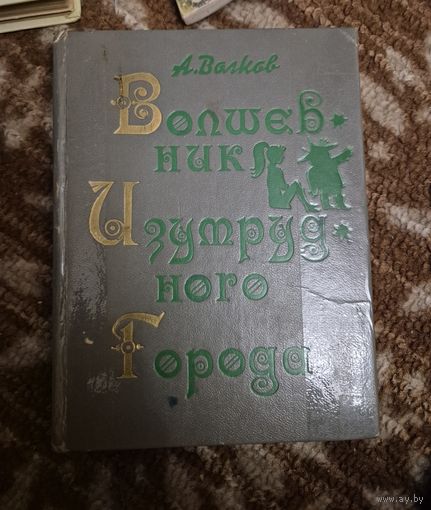 А. Волков
Волшеб-
ник
Изумруд-
ного
Города
www.ay.by